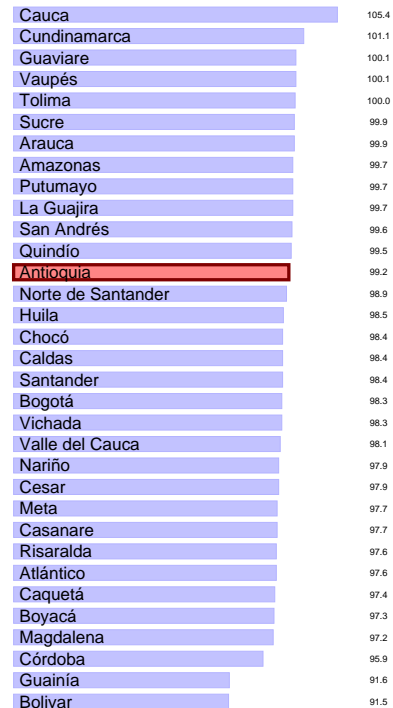 Cauca 105.4
Cundinamarca 101.1
Guaviare 100.1
Vaupés 100.1
Tolima 100.0
Sucre 99.9
Arauca 99.9
Amazonas 99.7
Putumayo 99.7
La Guajira 99.7
San Andrés 99.6
Quindío 99.5
Antioquia 99.2
Norte de Santander 98.9
Huila 98.5
Chocó 98.4
Caldas 98.4
Santander 98.4
Bogotá 98.3
Vichada 98.3
Valle del Cauca 98.1
Nariño 97.9
Cesar 97.9
Meta 97.7
Casanare 97.7
Risaralda 97.6
Atlántico 97.6
Caquetá 97.4
Boyacá 97.3
Magdalena 97.2
Córdoba 95.9
Guainía 91.6
Bolivar 91.5